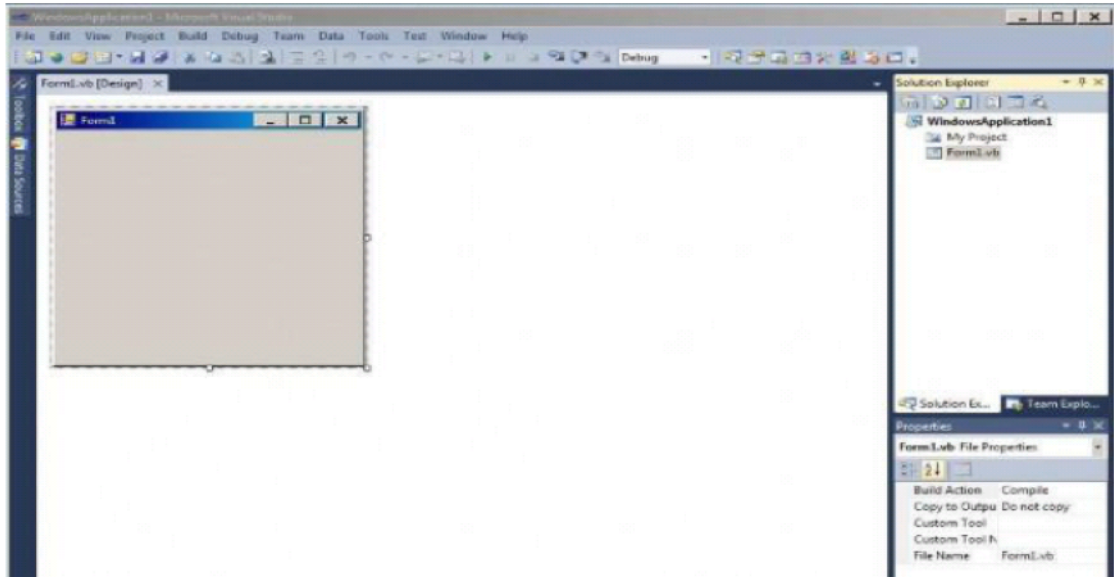 WindowsApplication1 - Microsoft Visual Studio
File Edit View Project Build Debug Team Data Tools Test Window Help
Debug
Form1.vb [Design]
Toolbox
Data Sources
Form1
Solution Explorer
WindowsApplication1
My Project
Form1.vb
Solution Ex... Team Explo...
Properties
Form1.vb File Properties
Build Action Compile
Copy to Outpu Do not copy
Custom Tool
Custom Tool N
File Name Form1.vb